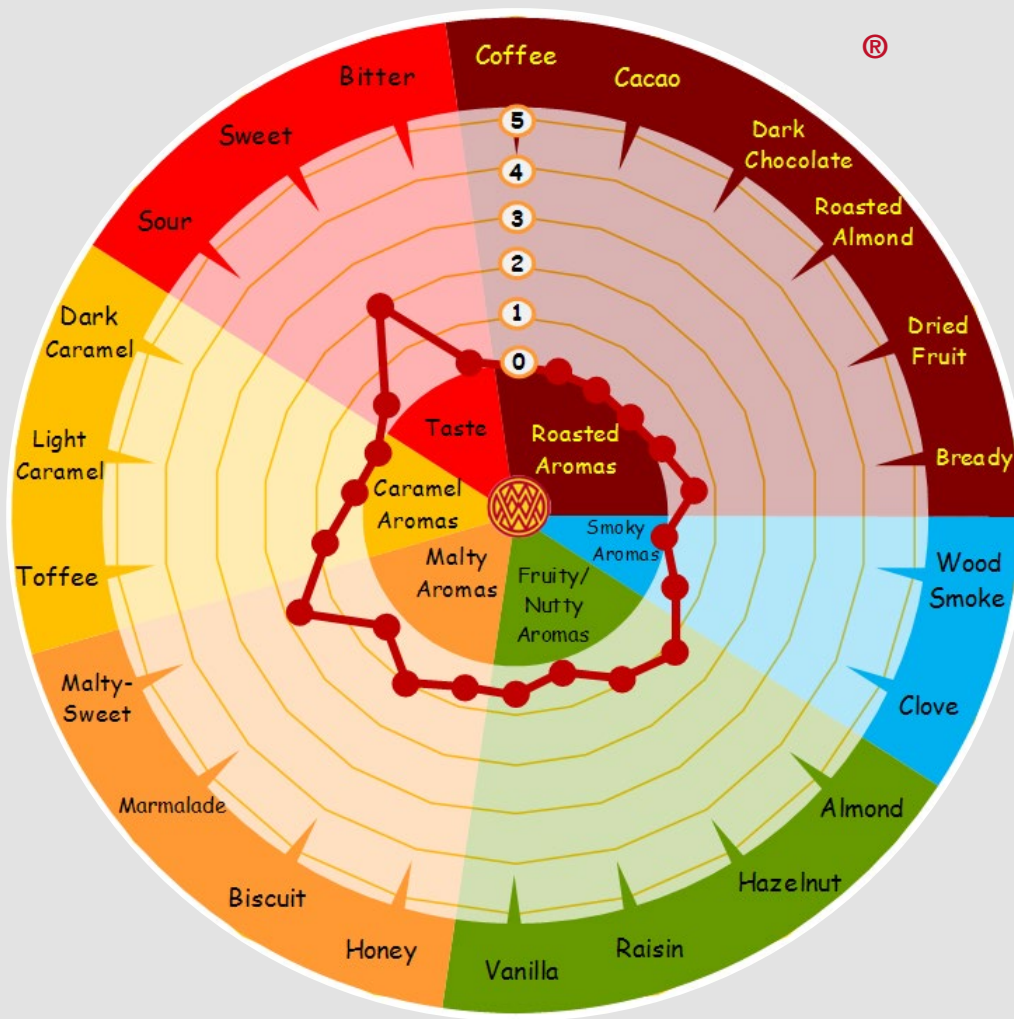 ®
Coffee
Cacao
Dark
Chocolate
Roasted
Almond
Dried
Fruit
Bready
Wood
Smoke
Clove
Almond
Hazelnut
Raisin
Vanilla
Honey
Biscuit
Marmalade
Malty-
Sweet
Toffee
Light
Caramel
Dark
Caramel
Sour
Sweet
Bitter
5
4
3
2
1
0
Taste
Roasted
Aromas
Smoky
Aromas
Fruity/
Nutty
Aromas
Malty
Aromas
Caramel
Aromas